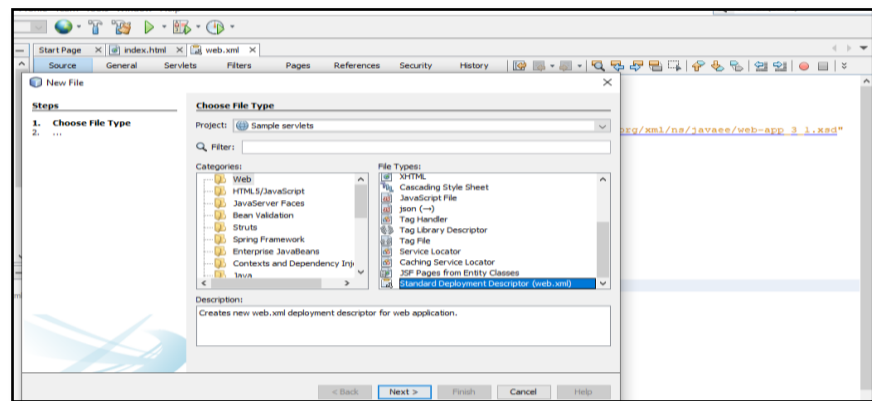 Start Page index.html web.xml
Source General Servlets Filters Pages References Security History
New File
Steps
1. Choose File Type
2. ...
Choose File Type
Project: Sample servlets
Filter:
Categories:
Web
HTML5/JavaScript
JavaServer Faces
Bean Validation
Struts
Spring Framework
Enterprise JavaBeans
Contexts and Dependency Inje
Java
File Types:
XHTML
Cascading Style Sheet
JavaScript File
json (→)
Tag Handler
Tag Library Descriptor
Tag File
Service Locator
Caching Service Locator
JSF Pages from Entity Classes
Standard Deployment Descriptor (web.xml)
Description:
Creates new web.xml deployment descriptor for web application.
< Back Next > Finish Cancel Help
org/xml/ns/javaee/web-app_3_1.xsd"